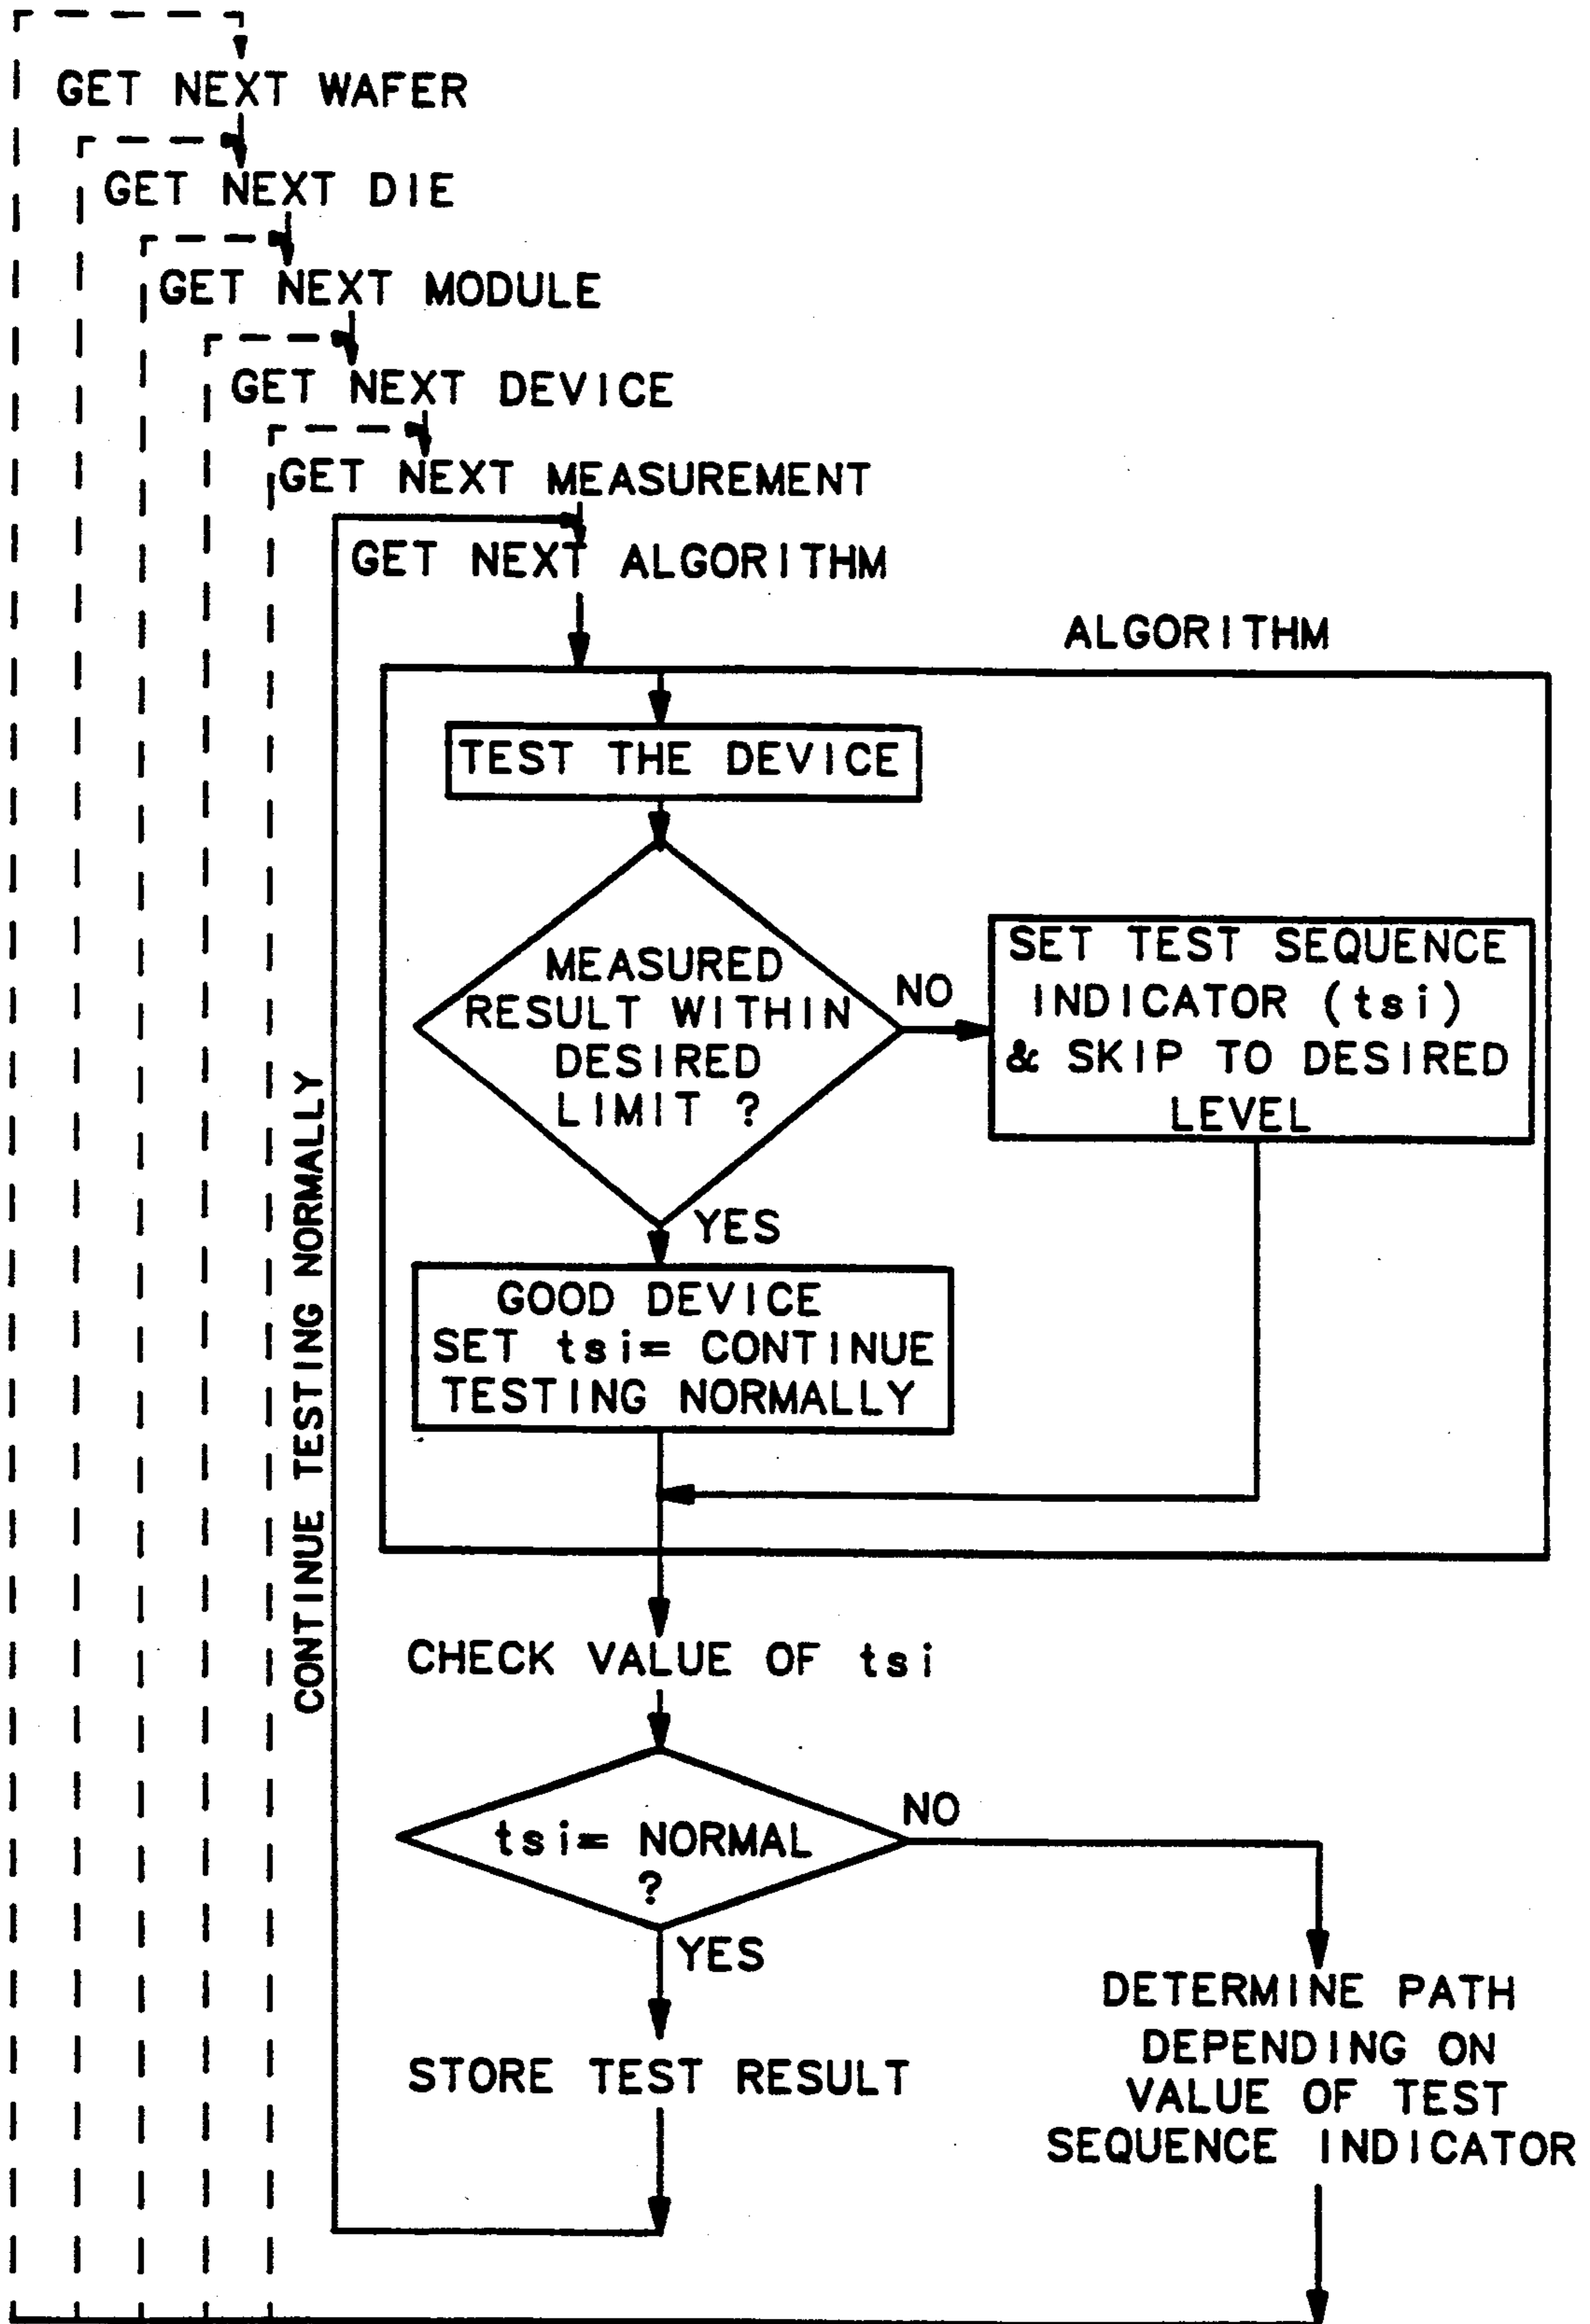 GET NEXT WAFER
GET NEXT DIE
GET NEXT MODULE
GET NEXT DEVICE
GET NEXT MEASUREMENT
GET NEXT ALGORITHM
ALGORITHM
TEST THE DEVICE
MEASURED
RESULT WITHIN
DESIRED
LIMIT ?
NO
SET TEST SEQUENCE
INDICATOR (tsi)
& SKIP TO DESIRED
LEVEL
YES
GOOD DEVICE
SET tsi= CONTINUE
TESTING NORMALLY
CONTINUE TESTING NORMALLY
CHECK VALUE OF tsi
tsi= NORMAL
?
NO
YES
STORE TEST RESULT
DETERMINE PATH
DEPENDING ON
VALUE OF TEST
SEQUENCE INDICATOR